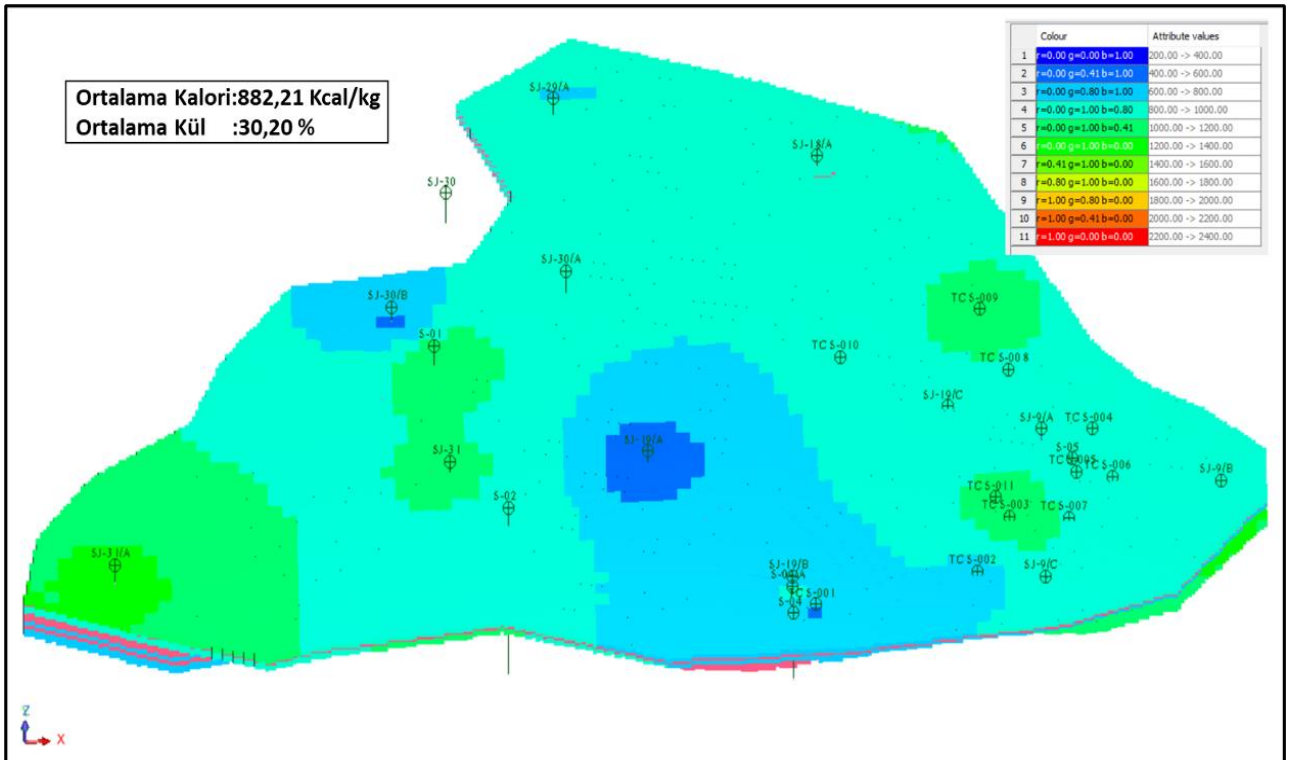 Ortalama Kalori:882,21 Kcal/kg
Ortalama Kül :30,20 %
Colour Attribute values
1 r=0.00 g=0.00 b=1.00 200.00 -> 400.00
2 r=0.00 g=0.41 b=1.00 400.00 -> 600.00
3 r=0.00 g=0.80 b=1.00 600.00 -> 800.00
4 r=0.00 g=1.00 b=0.80 800.00 -> 1000.00
5 r=0.00 g=1.00 b=0.41 1000.00 -> 1200.00
6 r=0.00 g=1.00 b=0.00 1200.00 -> 1400.00
7 r=0.41 g=1.00 b=0.00 1400.00 -> 1600.00
8 r=0.80 g=1.00 b=0.00 1600.00 -> 1800.00
9 r=1.00 g=0.80 b=0.00 1800.00 -> 2000.00
10 r=1.00 g=0.41 b=0.00 2000.00 -> 2200.00
11 r=1.00 g=0.00 b=0.00 2200.00 -> 2400.00
SJ-29/A
SJ-18/A
SJ-30
SJ-30/A
SJ-30/B
TCS-009
S-01
TCS-010
TCS-008
SJ-19/C
SJ-9/A
TCS-004
SJ-19/A
SJ-31
S-05
TCS-005
TCS-006
SJ-9/B
TCS-011
S-02
TCS-003
TCS-007
SJ-31/A
SJ-19/B
TCS-002
SJ-9/C
S-04/A
TCS-001
S-04
Z
X